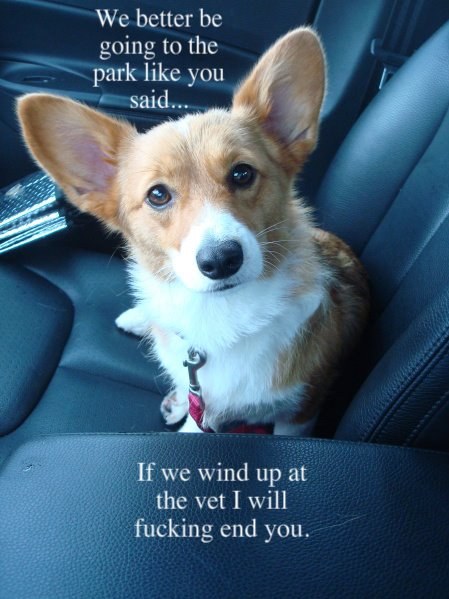 We better be
going to the
park like you
said...
If we wind up at
the vet I will
fucking end you.